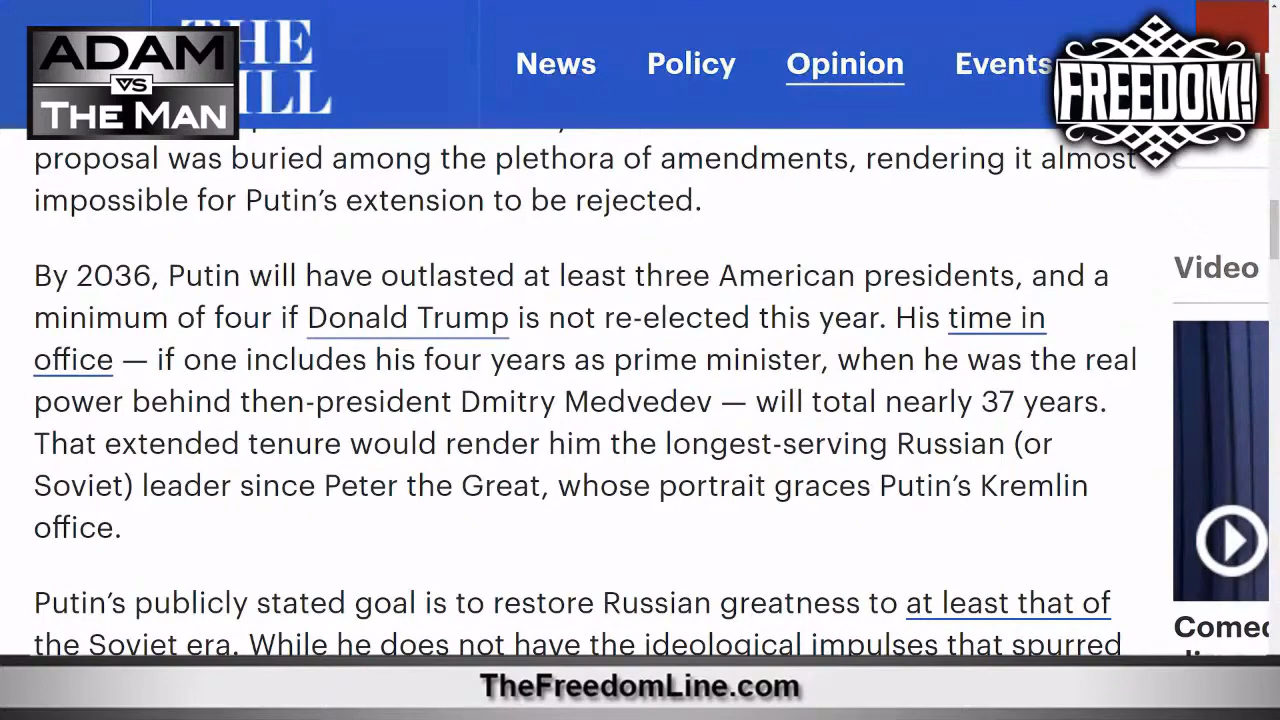 ADAM
VS
THE MAN
THE
HILL
News Policy Opinion Events
FREEDOM!
proposal was buried among the plethora of amendments, rendering it almost
impossible for Putin’s extension to be rejected.
By 2036, Putin will have outlasted at least three American presidents, and a
minimum of four if Donald Trump is not re-elected this year. His time in
office — if one includes his four years as prime minister, when he was the real
power behind then-president Dmitry Medvedev — will total nearly 37 years.
That extended tenure would render him the longest-serving Russian (or
Soviet) leader since Peter the Great, whose portrait graces Putin’s Kremlin
office.
Putin’s publicly stated goal is to restore Russian greatness to at least that of
the Soviet era. While he does not have the ideological impulses that spurred
Video
TheFreedomLine.com